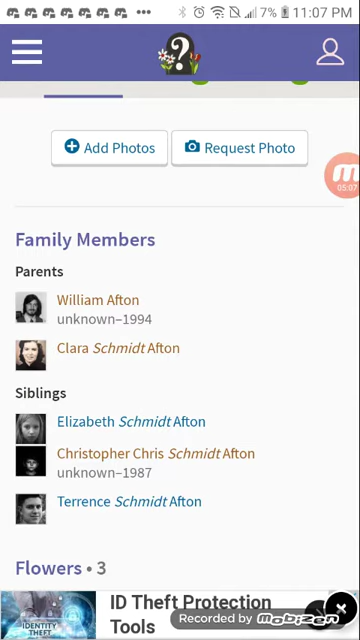 7% 11:07 PM
?
Add Photos
Request Photo
05:07
Family Members
Parents
William Afton
unknown–1994
Clara Schmidt Afton
Siblings
Elizabeth Schmidt Afton
Christopher Chris Schmidt Afton
unknown–1987
Terrence Schmidt Afton
Flowers • 3
ID Theft Protection
Tools
IDENTITY
THEFT
Recorded by mobizen